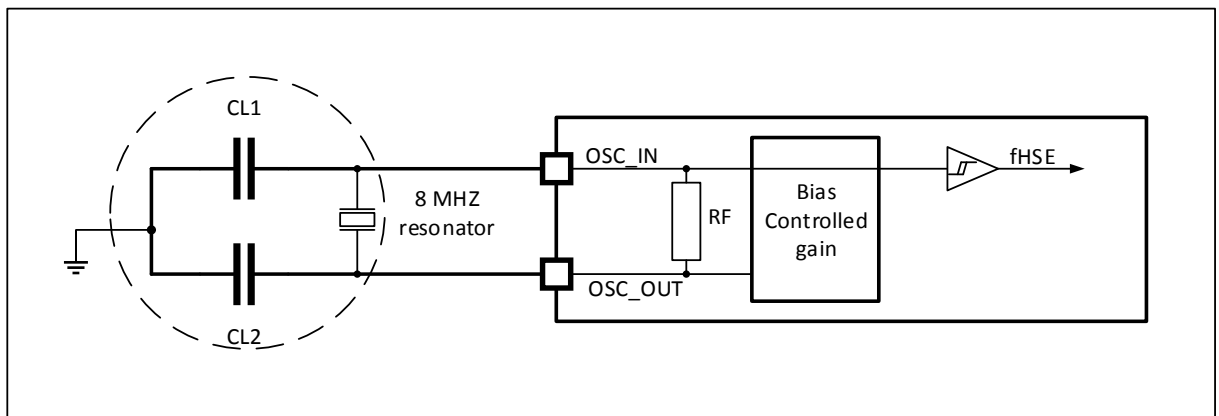 CL1
OSC_IN
fHSE
8 MHZ
resonator
RF
Bias
Controlled
gain
OSC_OUT
CL2